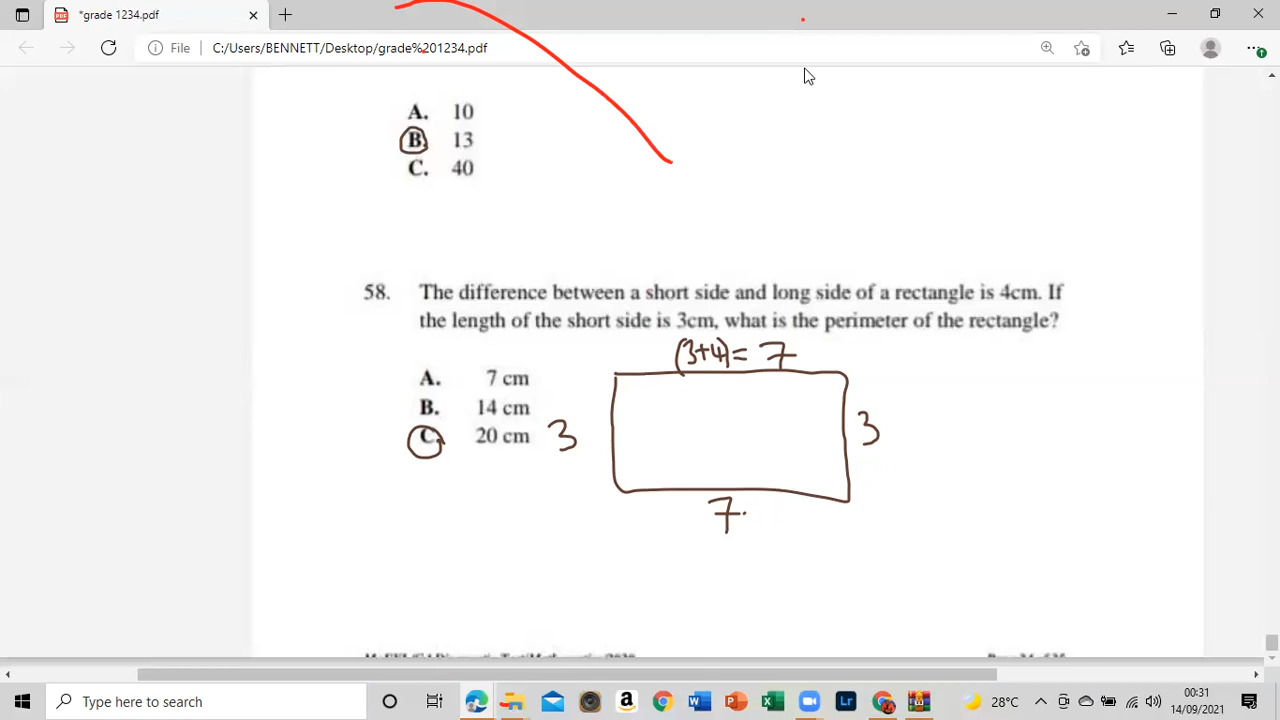 *grade 1234.pdf
File
C:/Users/BENNETT/Desktop/grade%201234.pdf
A. 10
B. 13
C. 40
58. The difference between a short side and long side of a rectangle is 4cm. If
the length of the short side is 3cm, what is the perimeter of the rectangle?
(3+4)= 7
A. 7 cm
B. 14 cm
C. 20 cm
3
3
7
Type here to search
28°C
00:31
14/09/2021